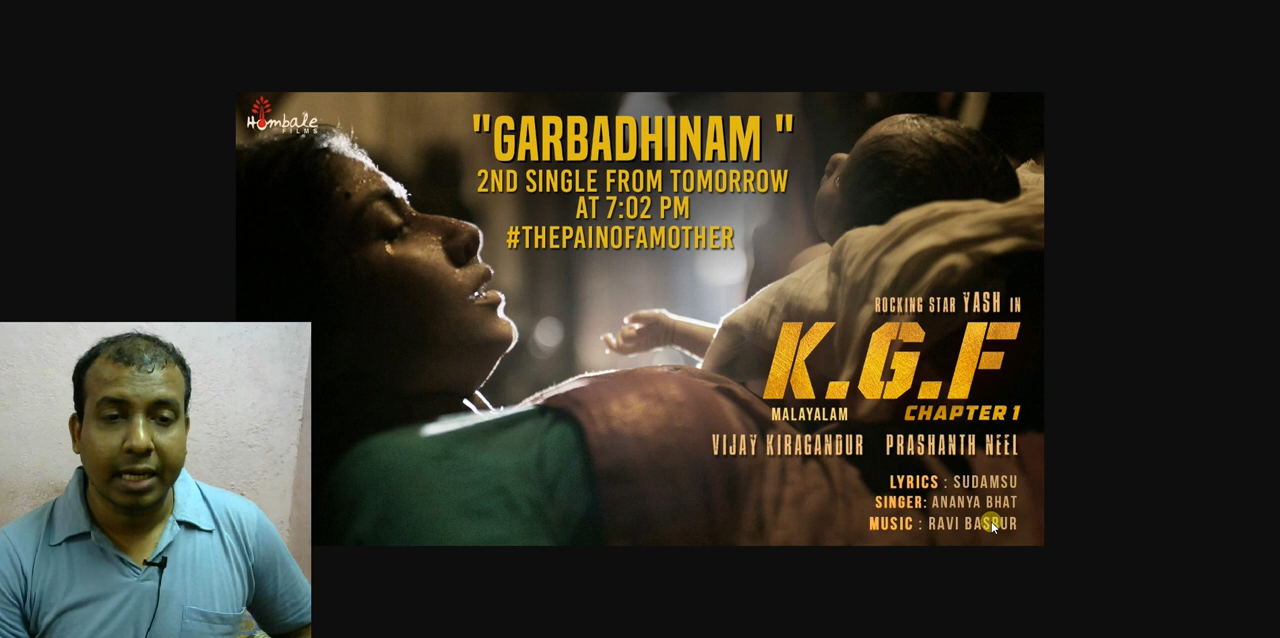 Hombale
FILMS
"GARBADHINAM "
2ND SINGLE FROM TOMORROW
AT 7:02 PM
#THEPAINOFAMOTHER
ROCKING STAR YASH IN
K.G.F
MALAYALAM CHAPTER 1
VIJAY KIRAGANDUR PRASHANTH NEEL
LYRICS : SUDAMSU
SINGER: ANANYA BHAT
MUSIC : RAVI BASRUR